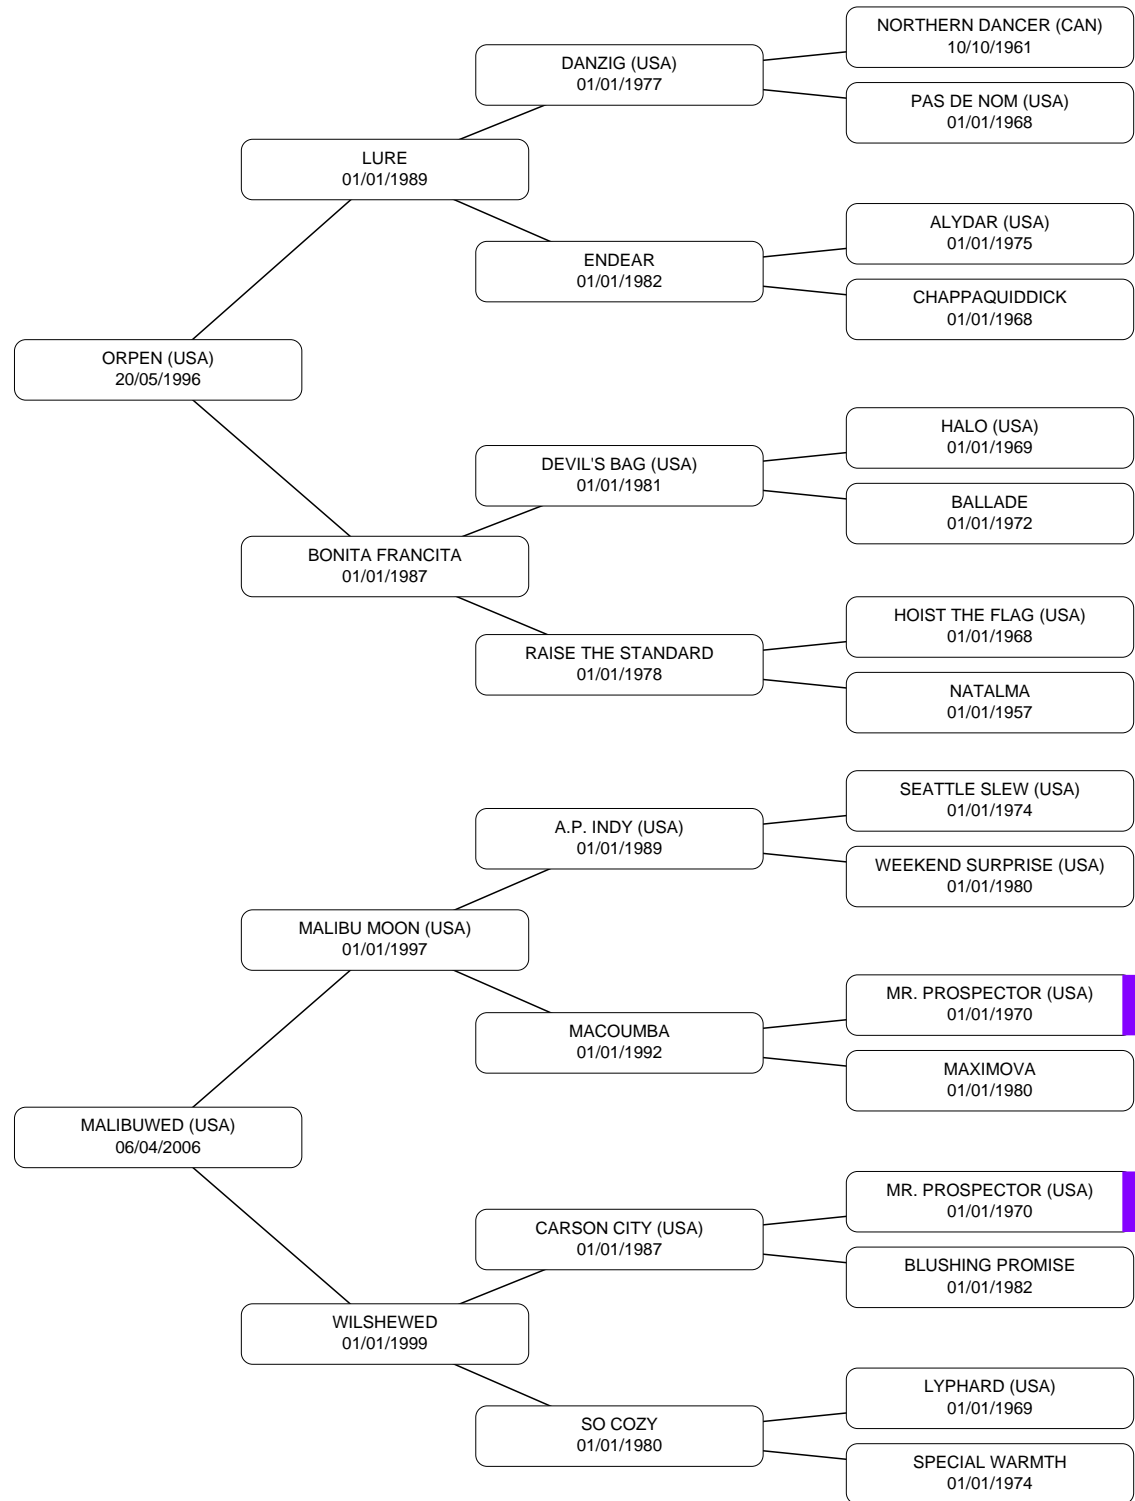 NORTHERN DANCER (CAN)
10/10/1961
DANZIG (USA)
01/01/1977
PAS DE NOM (USA)
01/01/1968
LURE
01/01/1989
ALYDAR (USA)
01/01/1975
ENDEAR
01/01/1982
CHAPPAQUIDDICK
01/01/1968
ORPEN (USA)
20/05/1996
HALO (USA)
01/01/1969
DEVIL'S BAG (USA)
01/01/1981
BALLADE
01/01/1972
BONITA FRANCITA
01/01/1987
HOIST THE FLAG (USA)
01/01/1968
RAISE THE STANDARD
01/01/1978
NATALMA
01/01/1957
SEATTLE SLEW (USA)
01/01/1974
A.P. INDY (USA)
01/01/1989
WEEKEND SURPRISE (USA)
01/01/1980
MALIBU MOON (USA)
01/01/1997
MR. PROSPECTOR (USA)
01/01/1970
MACOUMBA
01/01/1992
MAXIMOVA
01/01/1980
MALIBUWED (USA)
06/04/2006
MR. PROSPECTOR (USA)
01/01/1970
CARSON CITY (USA)
01/01/1987
BLUSHING PROMISE
01/01/1982
WILSHEWED
01/01/1999
LYPHARD (USA)
01/01/1969
SO COZY
01/01/1980
SPECIAL WARMTH
01/01/1974